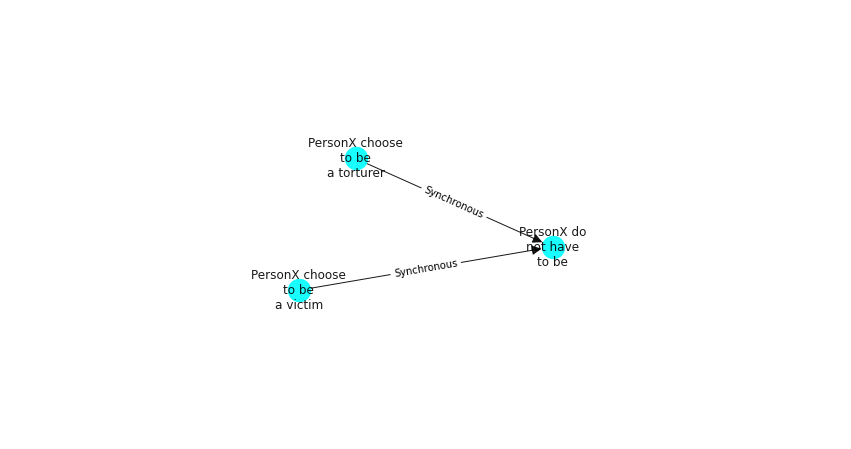 PersonX choose
to be
a torturer
Synchronous
PersonX do
not have
to be
Synchronous
PersonX choose
to be
a victim